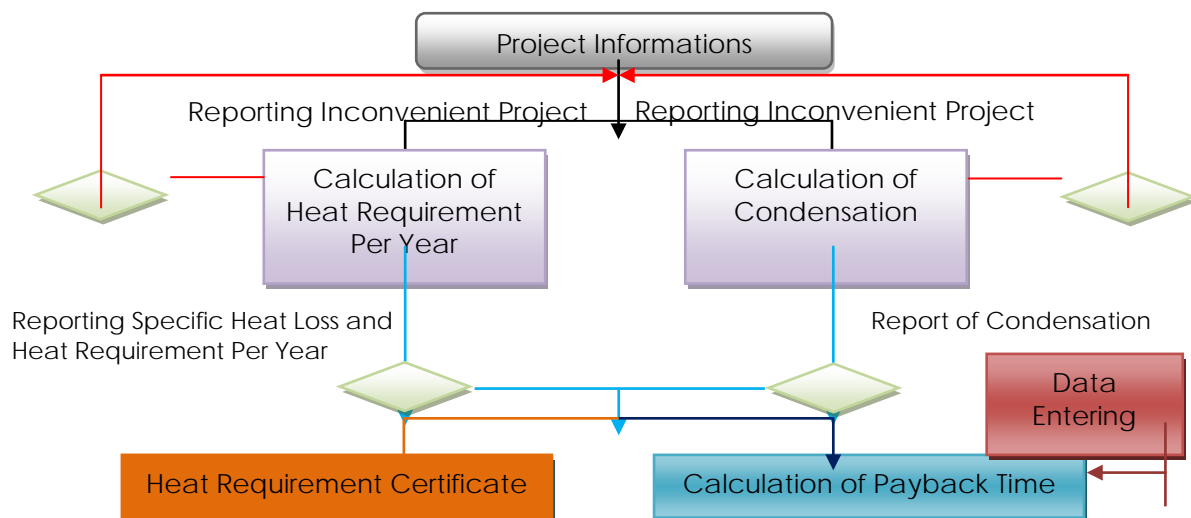 Project Informations
Reporting Inconvenient Project
Reporting Inconvenient Project
Calculation of
Heat Requirement
Per Year
Calculation of
Condensation
Reporting Specific Heat Loss and
Heat Requirement Per Year
Report of Condensation
Data
Entering
Heat Requirement Certificate
Calculation of Payback Time